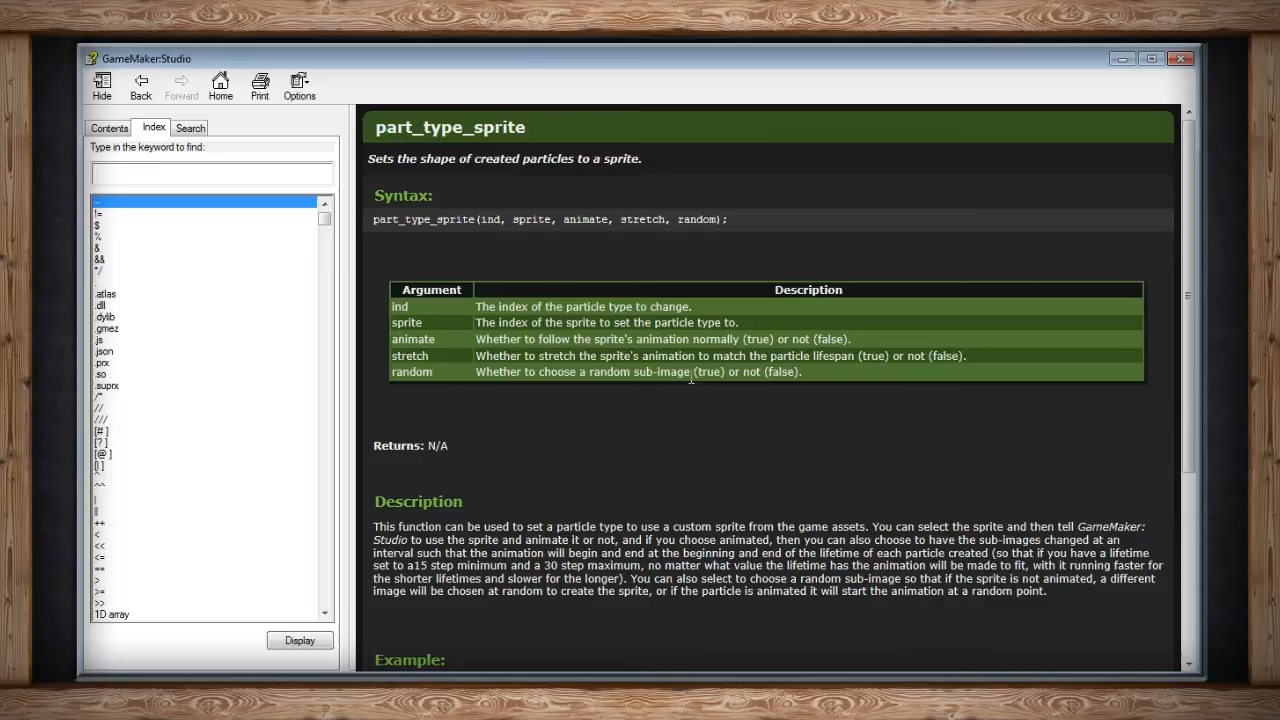 GameMaker:Studio
Hide Back Forward Home Print Options
Contents Index Search
Type in the keyword to find:
--
!=
$
%
&
&&
*/
.
.atlas
.dll
.dylib
.gmez
.js
.json
.prx
.so
.suprx
/*
//
///
[# ]
[? ]
[@ ]
[| ]
^
^^
|
||
++
<
<<
<=
==
>
>=
>>
1D array
Display
part_type_sprite
Sets the shape of created particles to a sprite.
Syntax:
part_type_sprite(ind, sprite, animate, stretch, random);
Argument Description
ind The index of the particle type to change.
sprite The index of the sprite to set the particle type to.
animate Whether to follow the sprite's animation normally (true) or not (false).
stretch Whether to stretch the sprite's animation to match the particle lifespan (true) or not (false).
random Whether to choose a random sub-image (true) or not (false).
Returns: N/A
Description
This function can be used to set a particle type to use a custom sprite from the game assets. You can select the sprite and then tell GameMaker:
Studio to use the sprite and animate it or not, and if you choose animated, then you can also choose to have the sub-images changed at an
interval such that the animation will begin and end at the beginning and end of the lifetime of each particle created (so that if you have a lifetime
set to a15 step minimum and a 30 step maximum, no matter what value the lifetime has the animation will be made to fit, with it running faster for
the shorter lifetimes and slower for the longer). You can also select to choose a random sub-image so that if the sprite is not animated, a different
image will be chosen at random to create the sprite, or if the particle is animated it will start the animation at a random point.
Example: